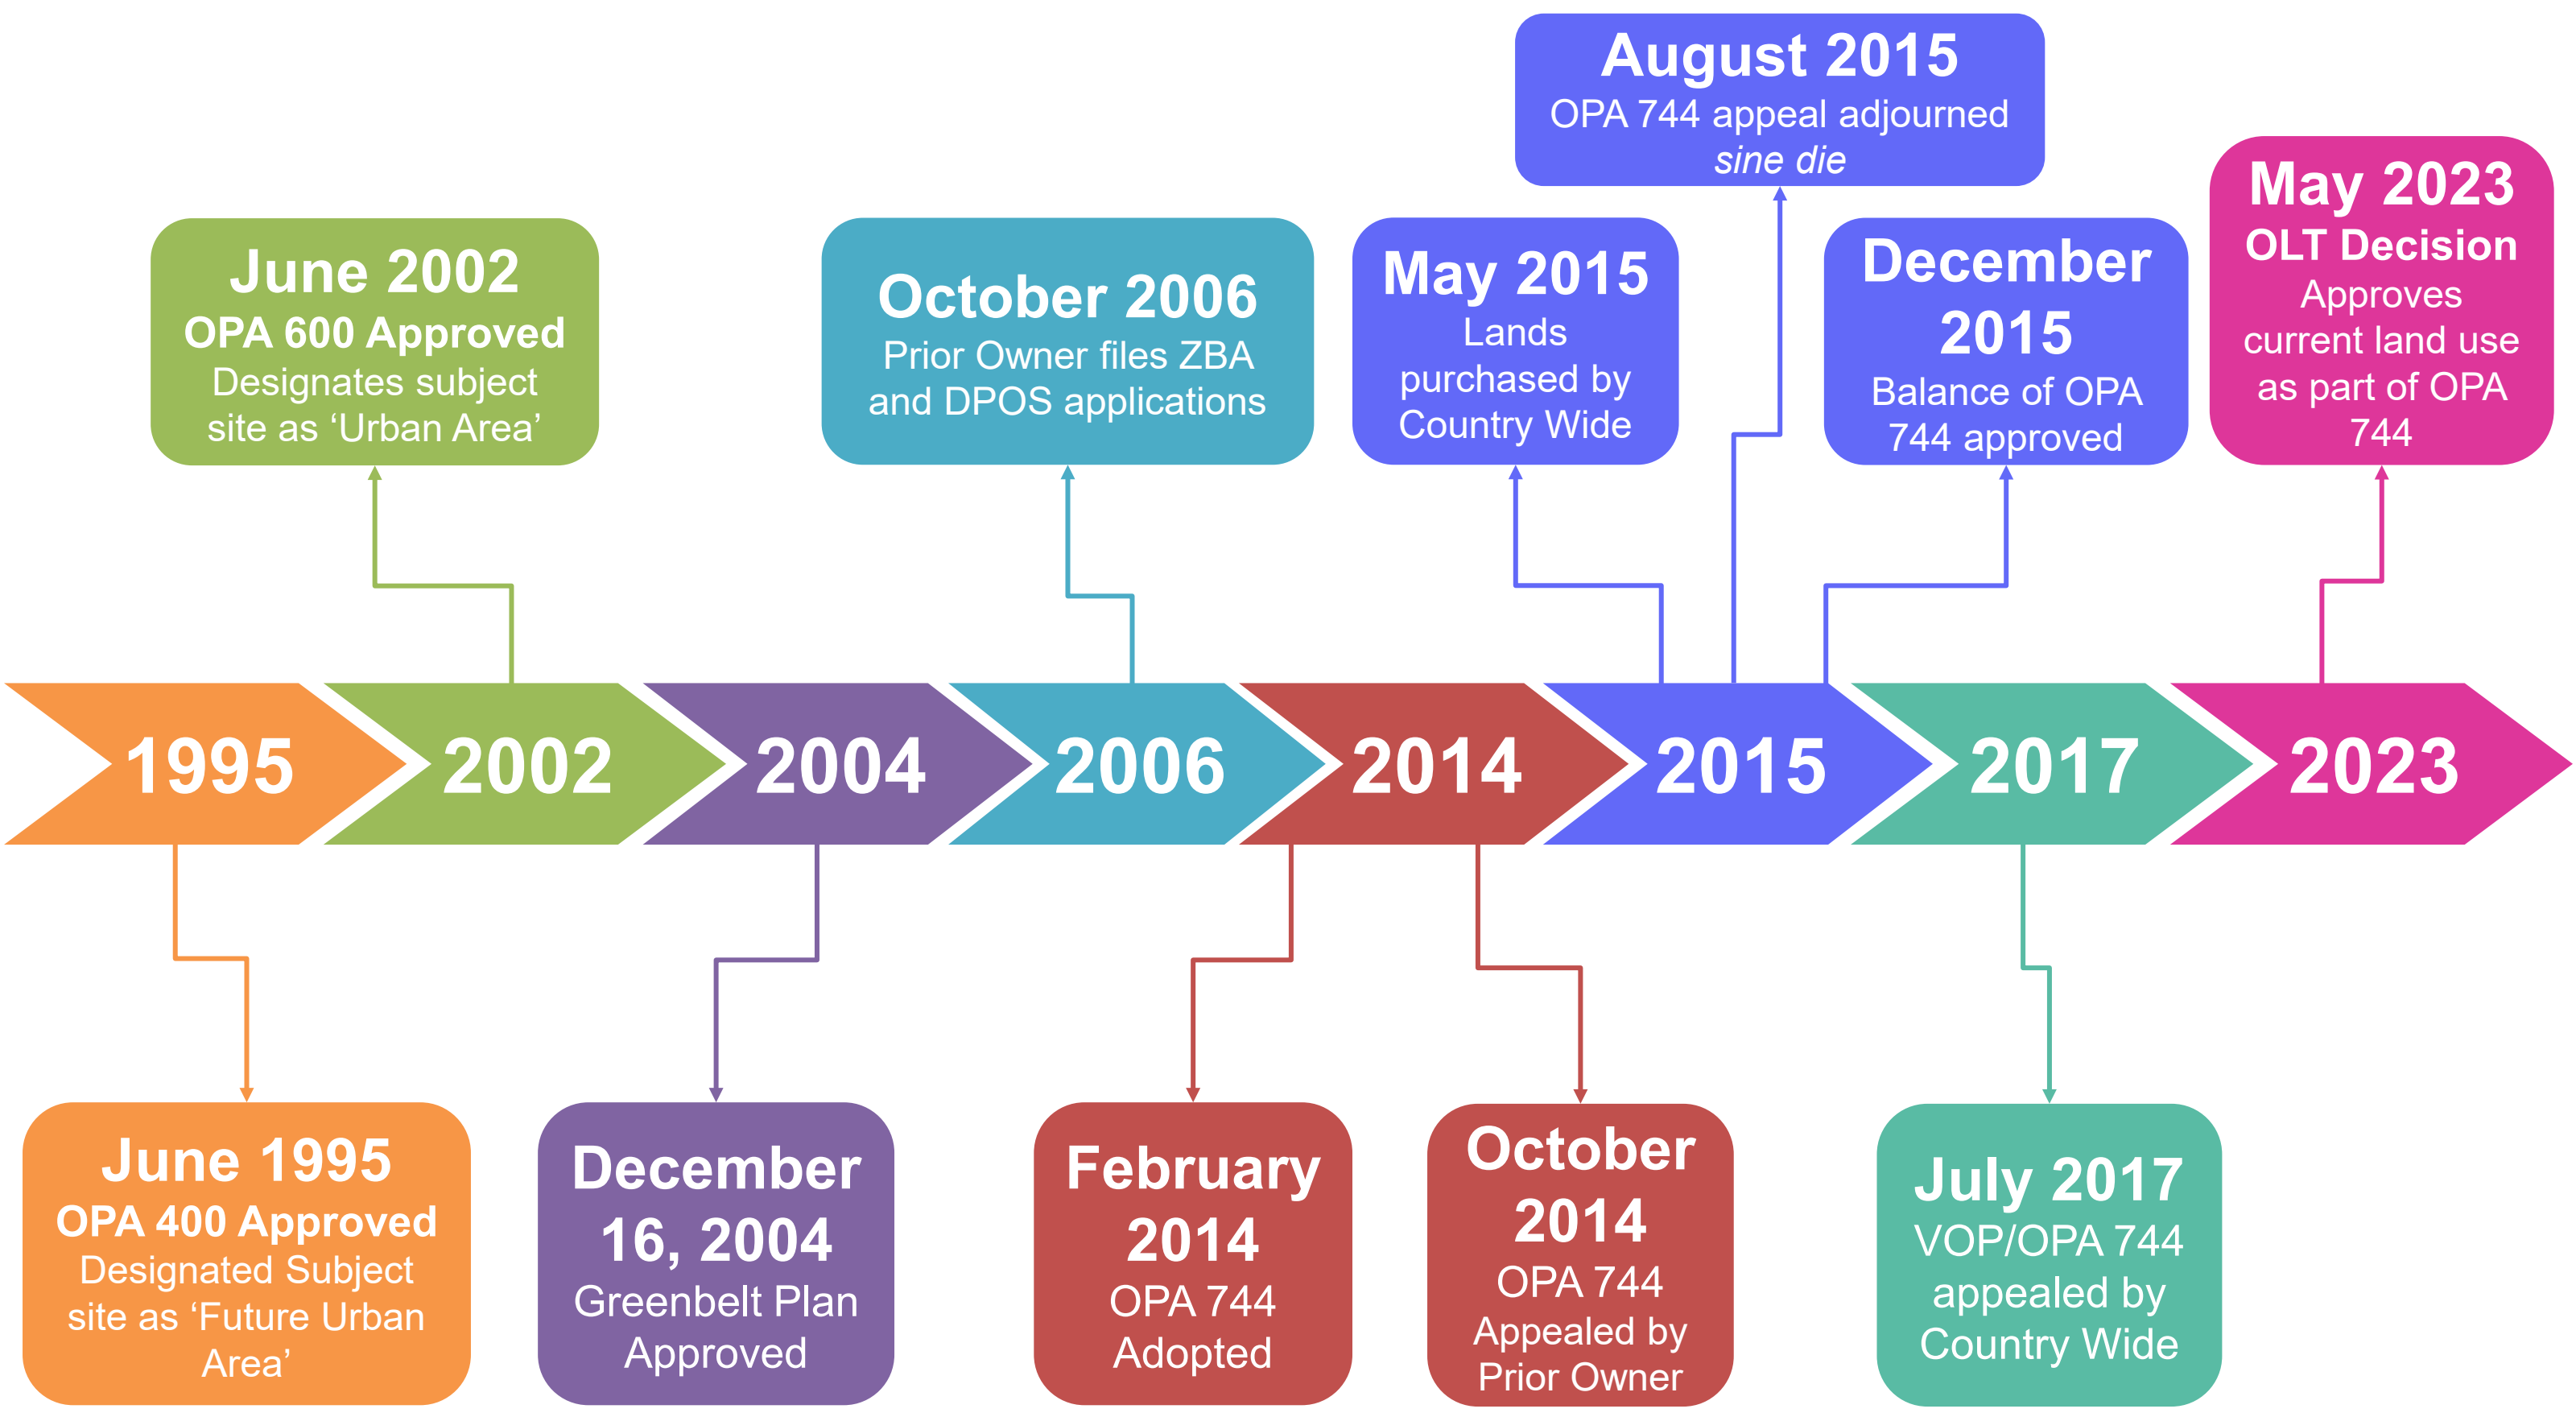 August 2015
OPA 744 appeal adjourned
sine die
June 2002
OPA 600 Approved
Designates subject
site as ‘Urban Area’
October 2006
Prior Owner files ZBA
and DPOS applications
May 2015
Lands
purchased by
Country Wide
December
2015
Balance of OPA
744 approved
May 2023
OLT Decision
Approves
current land use
as part of OPA
744
1995
2002
2004
2006
2014
2015
2017
2023
June 1995
OPA 400 Approved
Designated Subject
site as ‘Future Urban
Area’
December
16, 2004
Greenbelt Plan
Approved
February
2014
OPA 744
Adopted
October
2014
OPA 744
Appealed by
Prior Owner
July 2017
VOP/OPA 744
appealed by
Country Wide